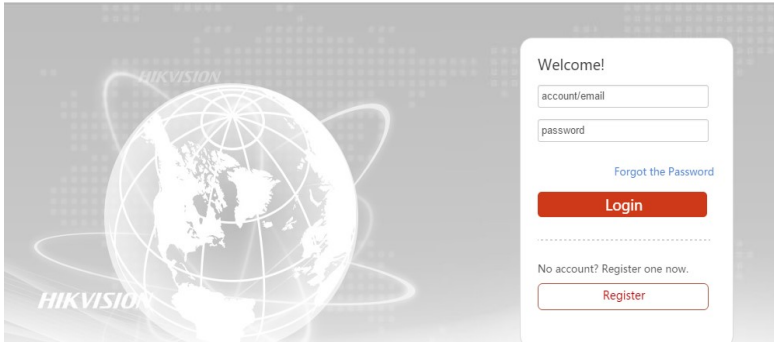 HIKVISION
HIKVISION
Welcome!
account/email
password
Forgot the Password
Login
No account? Register one now.
Register